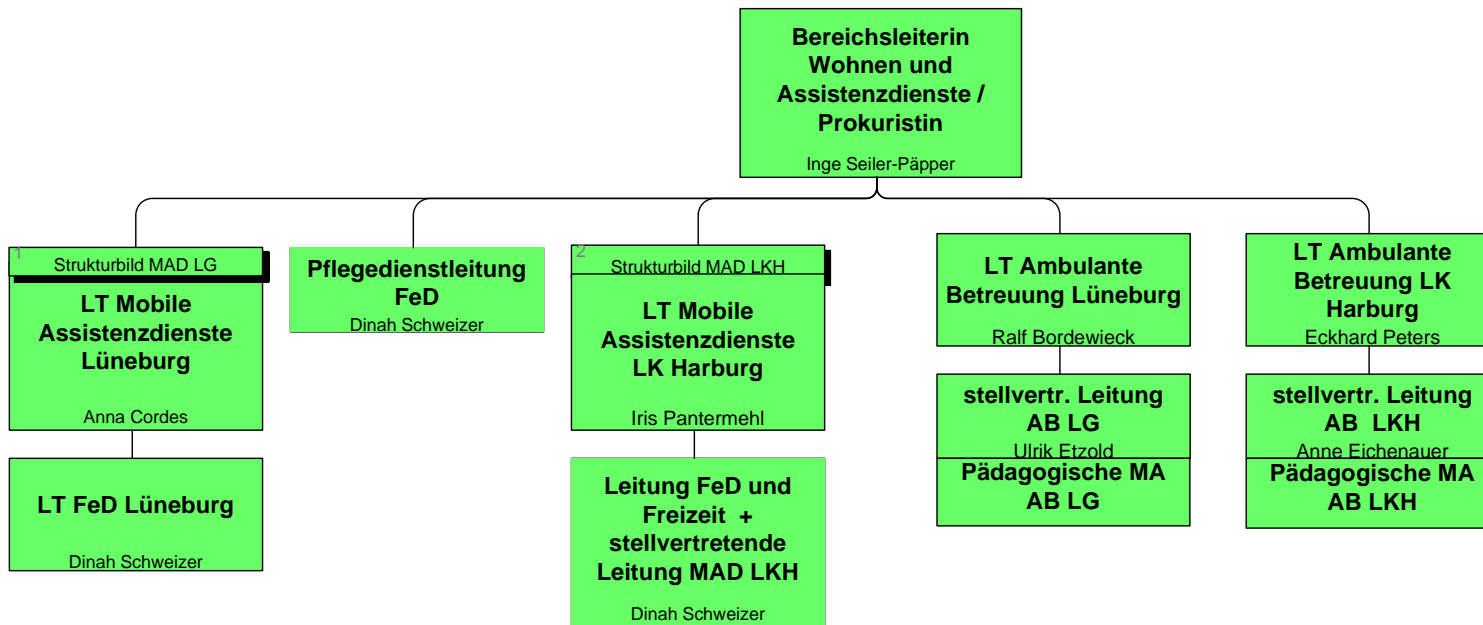 Bereichsleiterin
Wohnen und
Assistenzdienste /
Prokuristin
Inge Seiler-Päpper
1
Strukturbild MAD LG
LT Mobile
Assistenzdienste
Lüneburg
Anna Cordes
LT FeD Lüneburg
Dinah Schweizer
Pflegedienstleitung
FeD
Dinah Schweizer
2
Strukturbild MAD LKH
LT Mobile
Assistenzdienste
LK Harburg
Iris Pantermehl
Leitung FeD und
Freizeit +
stellvertretende
Leitung MAD LKH
Dinah Schweizer
LT Ambulante
Betreuung Lüneburg
Ralf Bordewieck
stellvertr. Leitung
AB LG
Ulrik Etzold
Pädagogische MA
AB LG
LT Ambulante
Betreuung LK
Harburg
Eckhard Peters
stellvertr. Leitung
AB LKH
Anne Eichenauer
Pädagogische MA
AB LKH